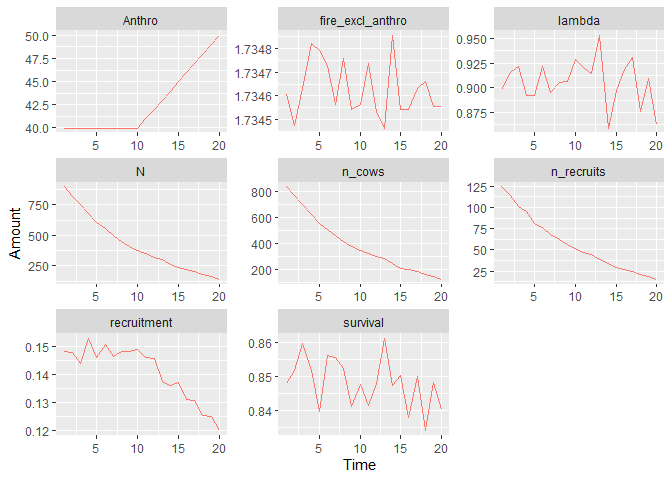 Anthro fire_excl_anthro lambda
50.0 1.7348 0.950
47.5 1.7347 0.925
45.0 1.7346 0.900
42.5 1.7345 0.875
40.0
5 10 15 20 5 10 15 20 5 10 15 20
N n_cows n_recruits
750 800 125
500 600 100
250 400 75
200 50
25
5 10 15 20 5 10 15 20 5 10 15 20
recruitment survival
0.15 0.86
0.14 0.85
0.13 0.84
0.12
5 10 15 20 5 10 15 20
Amount
Time